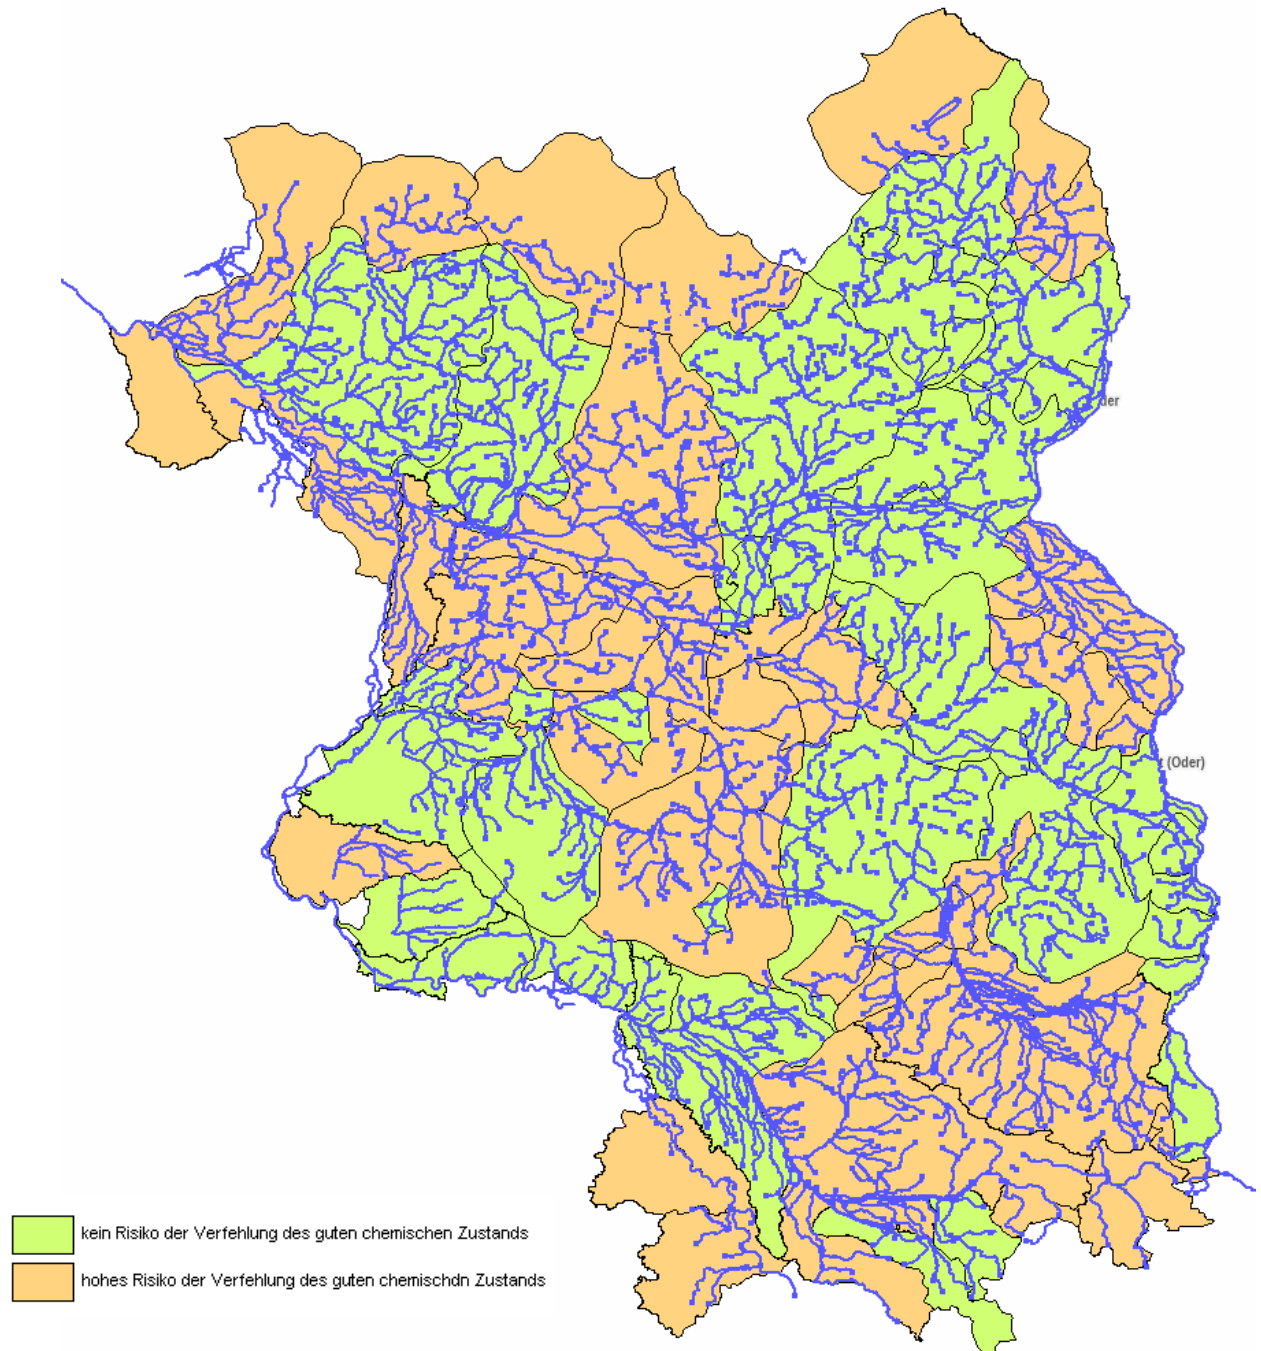 der
t (Oder)
kein Risiko der Verfehlung des guten chemischen Zustands
hohes Risiko der Verfehlung des guten chemischdn Zustands